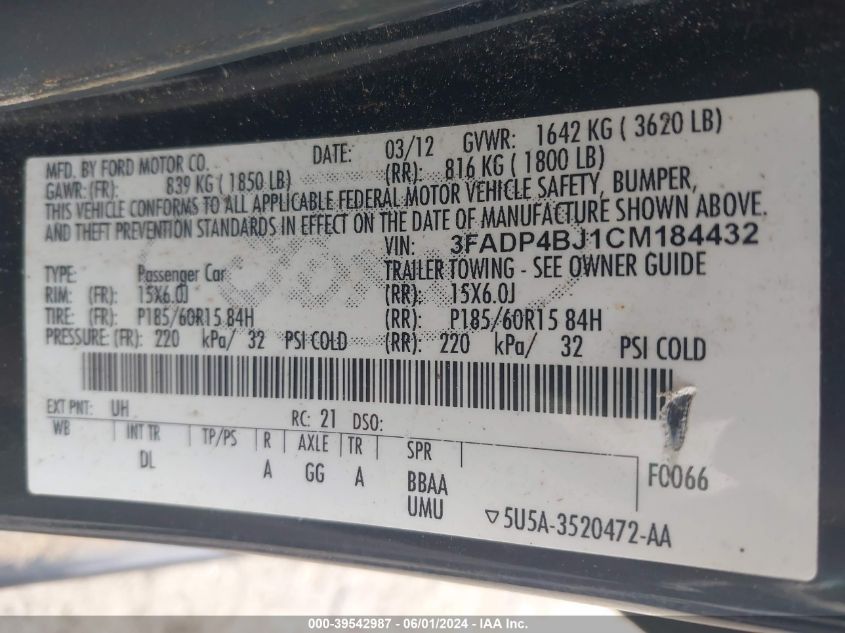 MFD. BY FORD MOTOR CO. DATE: 03/12 GVWR: 1642 KG ( 3620 LB)
GAWR: (FR): 839 KG ( 1850 LB) (RR): 816 KG ( 1800 LB)
THIS VEHICLE CONFORMS TO ALL APPLICABLE FEDERAL MOTOR VEHICLE SAFETY, BUMPER,
AND THEFT PREVENTION STANDARDS IN EFFECT ON THE DATE OF MANUFACTURE SHOWN ABOVE.
VIN: 3FADP4BJ1CM184432
TYPE: Passenger Car TRAILER TOWING - SEE OWNER GUIDE
RIM: (FR): 15X6.0J (RR): 15X6.0J
TIRE: (FR): P185/60R15 84H (RR): P185/60R15 84H
PRESSURE: (FR): 220 kPa/ 32 PSI COLD (RR): 220 kPa/ 32 PSI COLD
EXT PNT: UH RC: 21 DSO:
WB INT TR TP/PS R AXLE TR SPR
DL A GG A BBAA F0066
UMU ▽5U5A-3520472-AA
000-39542987 - 06/01/2024 - IAA Inc.